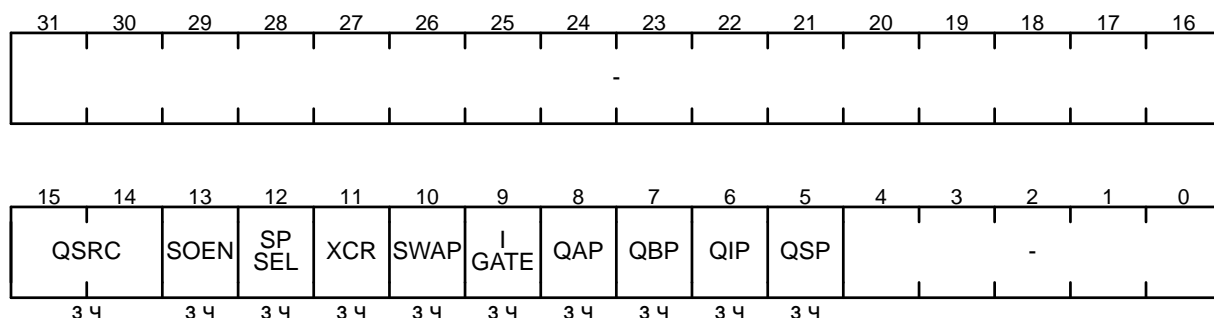 31 30 29 28 27 26 25 24 23 22 21 20 19 18 17 16
-
15 14 13 12 11 10 9 8 7 6 5 4 3 2 1 0
QSRC SOEN SP SEL XCR SWAP I GATE QAP QBP QIP QSP -
з ч з ч з ч з ч з ч з ч з ч з ч з ч з ч